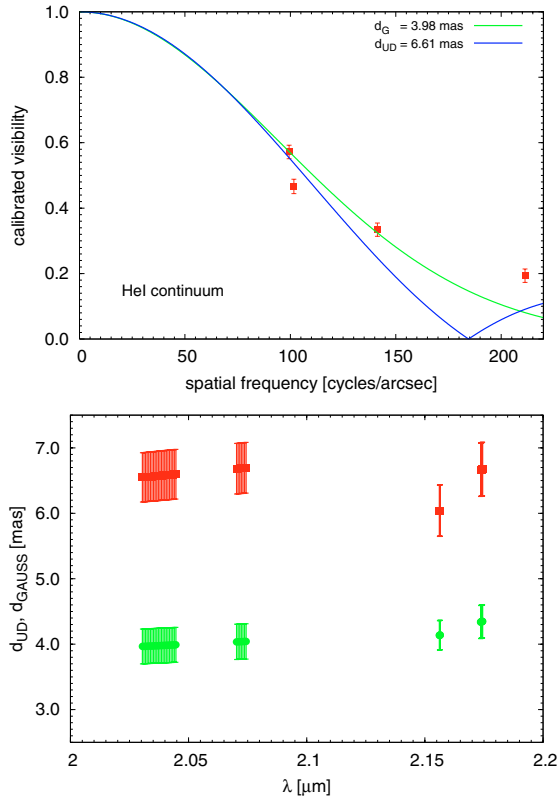 d_G = 3.98 mas
d_UD = 6.61 mas
1.0
0.8
0.6
0.4
0.2
0.0
calibrated visibility
HeI continuum
0 50 100 150 200
spatial frequency [cycles/arcsec]
7.0
6.0
5.0
4.0
3.0
d_UD, d_GAUSS [mas]
2 2.05 2.1 2.15 2.2
λ [μm]